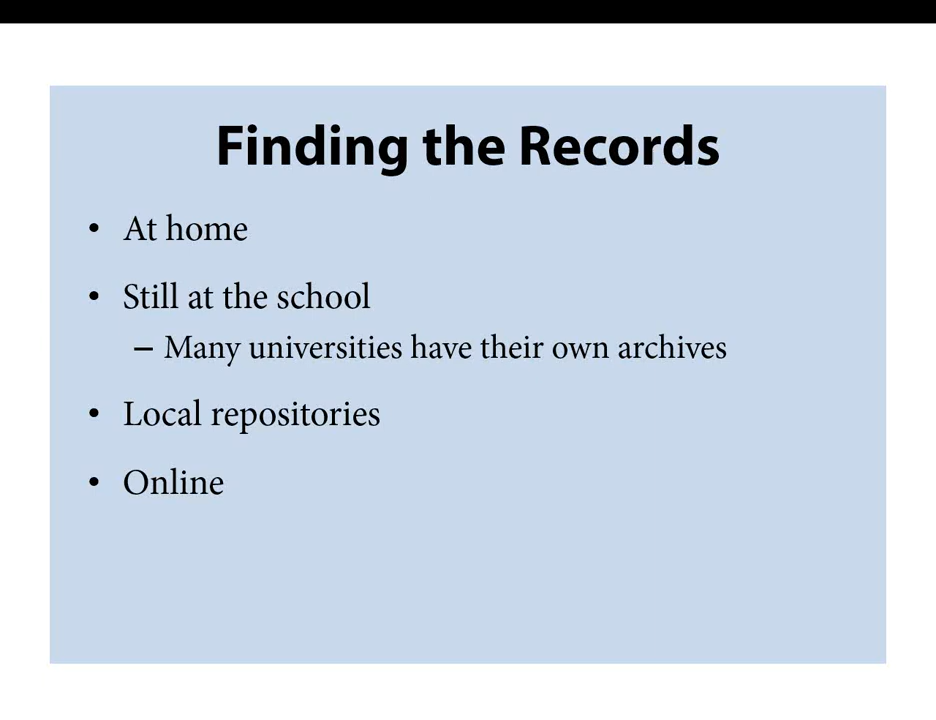 Finding the Records
• At home
• Still at the school
– Many universities have their own archives
• Local repositories
• Online